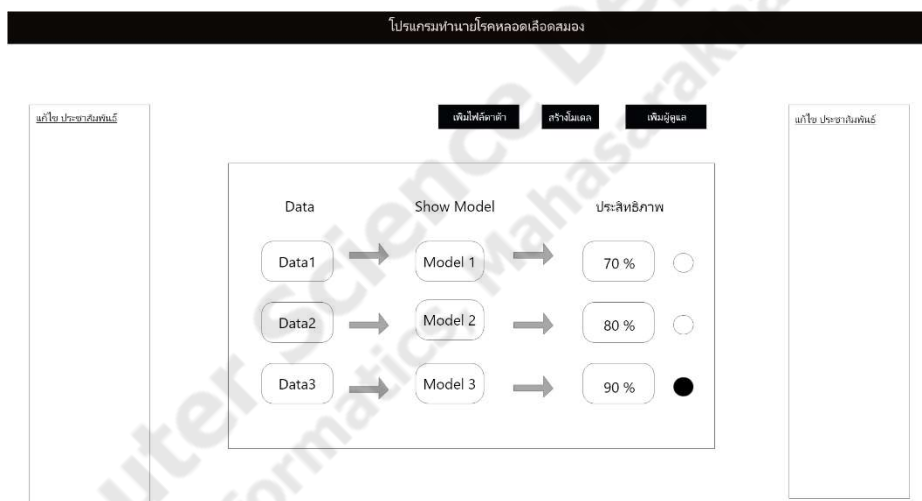 โปรแกรมทำนายโรคหลอดเลือดสมอง
แก้ไข ประชาสัมพันธ์
เพิ่มไฟล์ดาต้า
สร้างโมเดล
เพิ่มผู้ดูแล
แก้ไข ประชาสัมพันธ์
Data Show Model ประสิทธิภาพ
Data1 Model 1 70 %
Data2 Model 2 80 %
Data3 Model 3 90 %
uter Science De
formatics, Mahasarakha